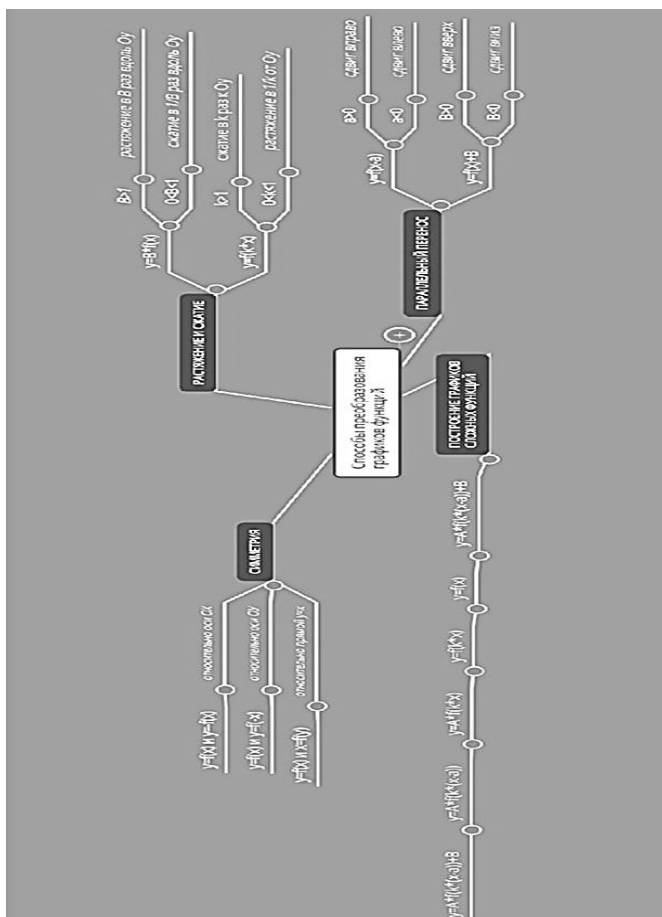 Способы преобразования
графиков функций
РАСТЯЖЕНИЕ И СЖАТИЕ
y=B*f(x)
B>1
растяжение в B раз вдоль Oy
0<B<1
сжатие в 1/B раз вдоль Oy
y=f(k*x)
k>1
сжатие в k раз к Oy
0<k<1
растяжение в 1/k от Oy
ПАРАЛЛЕЛЬНЫЙ ПЕРЕНОС
y=f(x-a)
a>0
сдвиг вправо
a<0
сдвиг влево
y=f(x)+B
B>0
сдвиг вверх
B<0
сдвиг вниз
СИММЕТРИЯ
относительно оси OX
y=f(x) и y=-f(x)
относительно оси OY
y=f(x) и y=f(-x)
относительно прямой y=x
y=f(x) и x=f(y)
ПОСТРОЕНИЕ ГРАФИКОВ
СЛОЖНЫХ ФУНКЦИЙ
y=A*f(k*(x-a))+B
y=f(x)
y=f(k*x)
y=A*f(k*x)
y=A*f(k*(x-a))
y=A*f(k*(x-a))+B